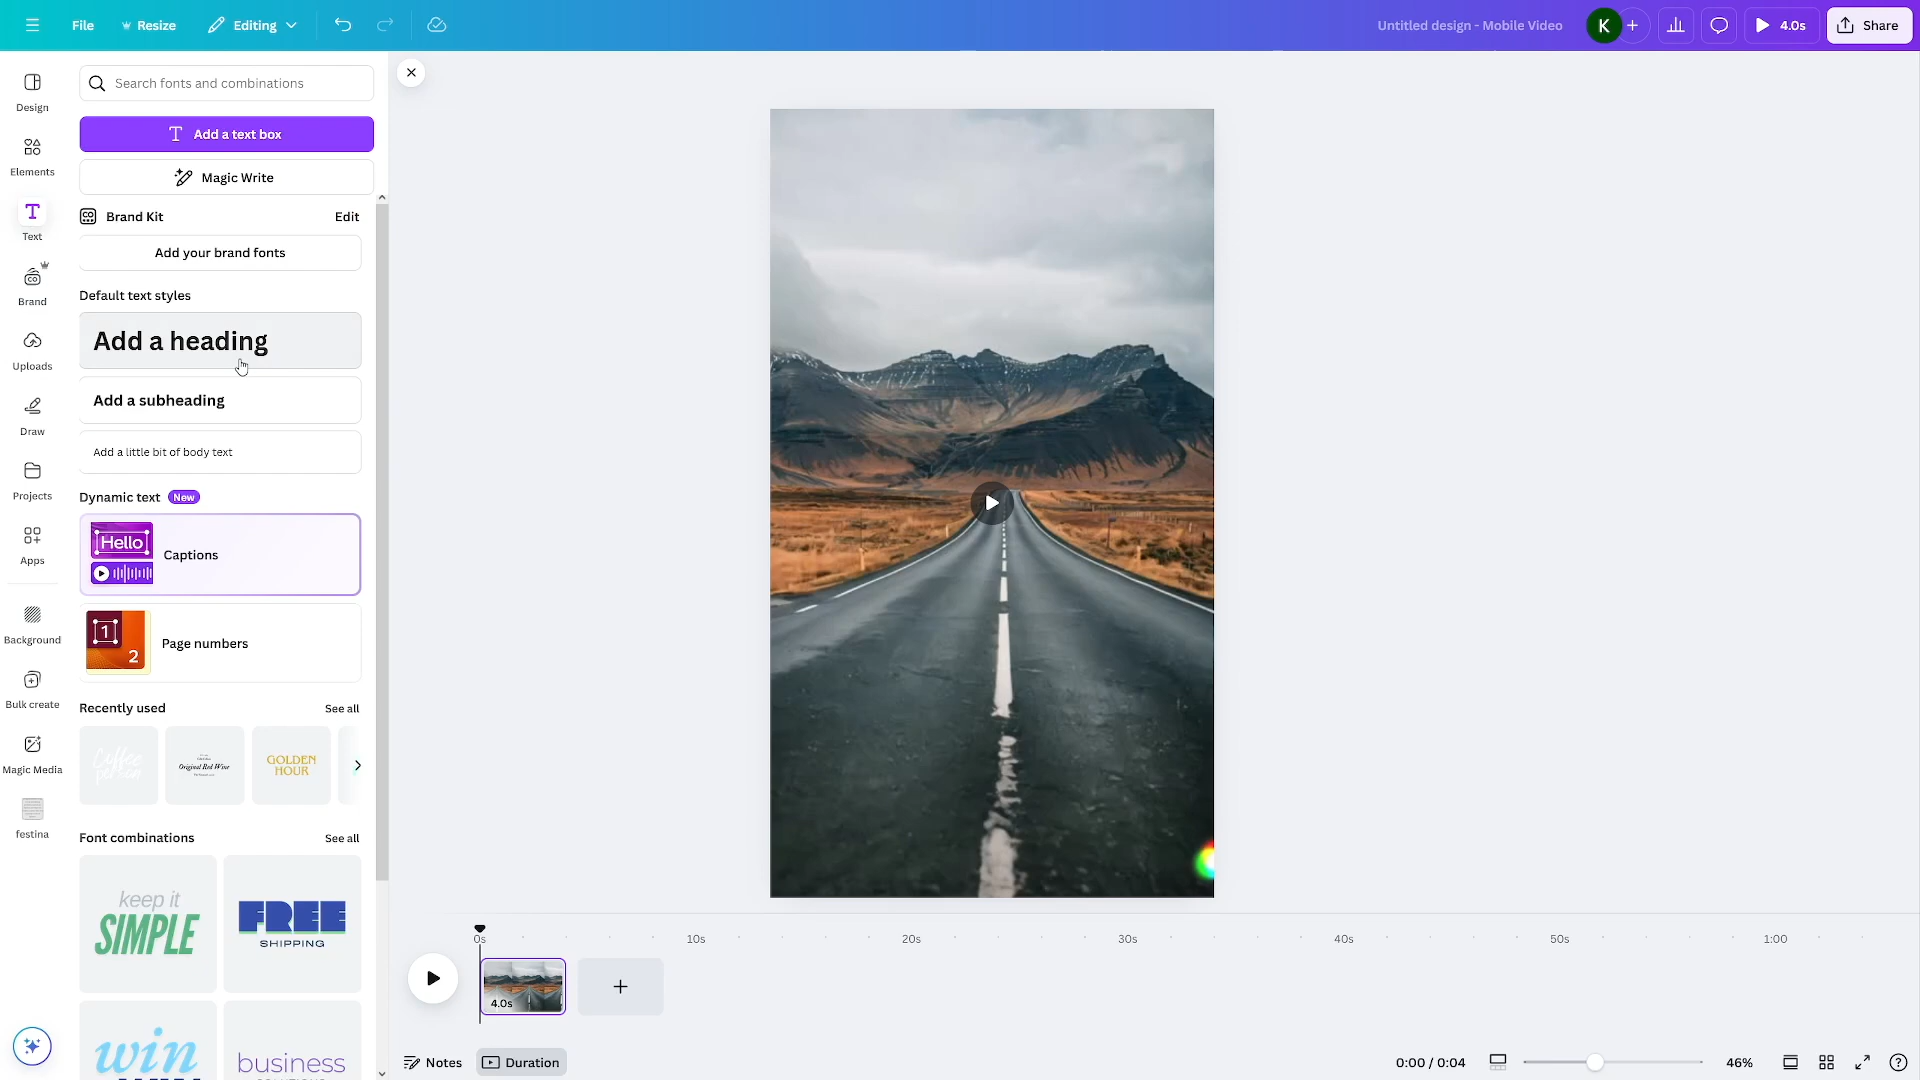 File
Resize
Editing
Untitled design - Mobile Video
K
4.0s
Share
Design
Elements
Text
Brand
Uploads
Draw
Projects
Apps
Background
Bulk create
Magic Media
festina
Search fonts and combinations
Add a text box
Magic Write
Brand Kit
Edit
Add your brand fonts
Default text styles
Add a heading
Add a subheading
Add a little bit of body text
Dynamic text New
Hello
Captions
1
2
Page numbers
Recently used
See all
Coffee
person
Original Red Wine
GOLDEN
HOUR
Font combinations
See all
keep it
SIMPLE
FREE
SHIPPING
win
business
0s
10s
20s
30s
40s
50s
1:00
4.0s
Notes
Duration
0:00 / 0:04
46%